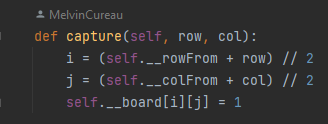 MelvinCureau
def capture(self, row, col):
    i = (self.__rowFrom + row) // 2
    j = (self.__colFrom + col) // 2
    self.__board[i][j] = 1